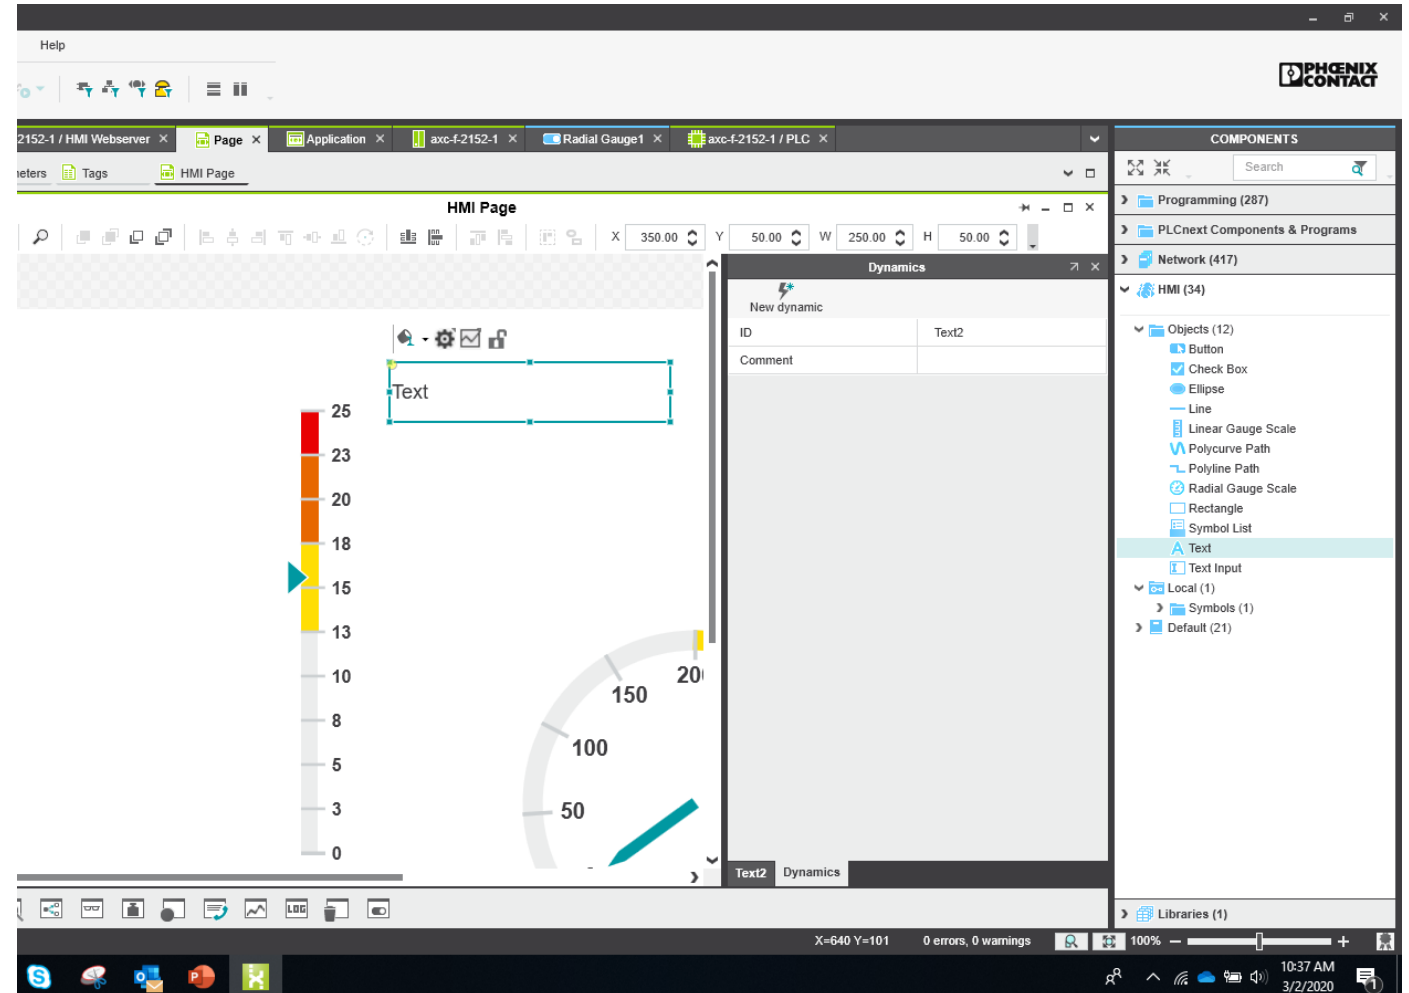 Help
PHŒNIX
CONTACT
2152-1 / HMI Webserver
Page
Application
axc-f-2152-1
Radial Gauge1
axc-f-2152-1 / PLC
COMPONENTS
Tags
HMI Page
Search
HMI Page
X 350.00 Y 50.00 W 250.00 H 50.00
Dynamics
New dynamic
ID Text2
Comment
Text
25
23
20
18
15
13
10
8
5
3
0
150
100
50
Text2 Dynamics
Programming (287)
PLCnext Components & Programs
Network (417)
HMI (34)
Objects (12)
Button
Check Box
Ellipse
Line
Linear Gauge Scale
Polycurve Path
Polyline Path
Radial Gauge Scale
Rectangle
Symbol List
Text
Text Input
Local (1)
Symbols (1)
Default (21)
Libraries (1)
LOG
X=640 Y=101 0 errors, 0 warnings 100%
10:37 AM
3/2/2020